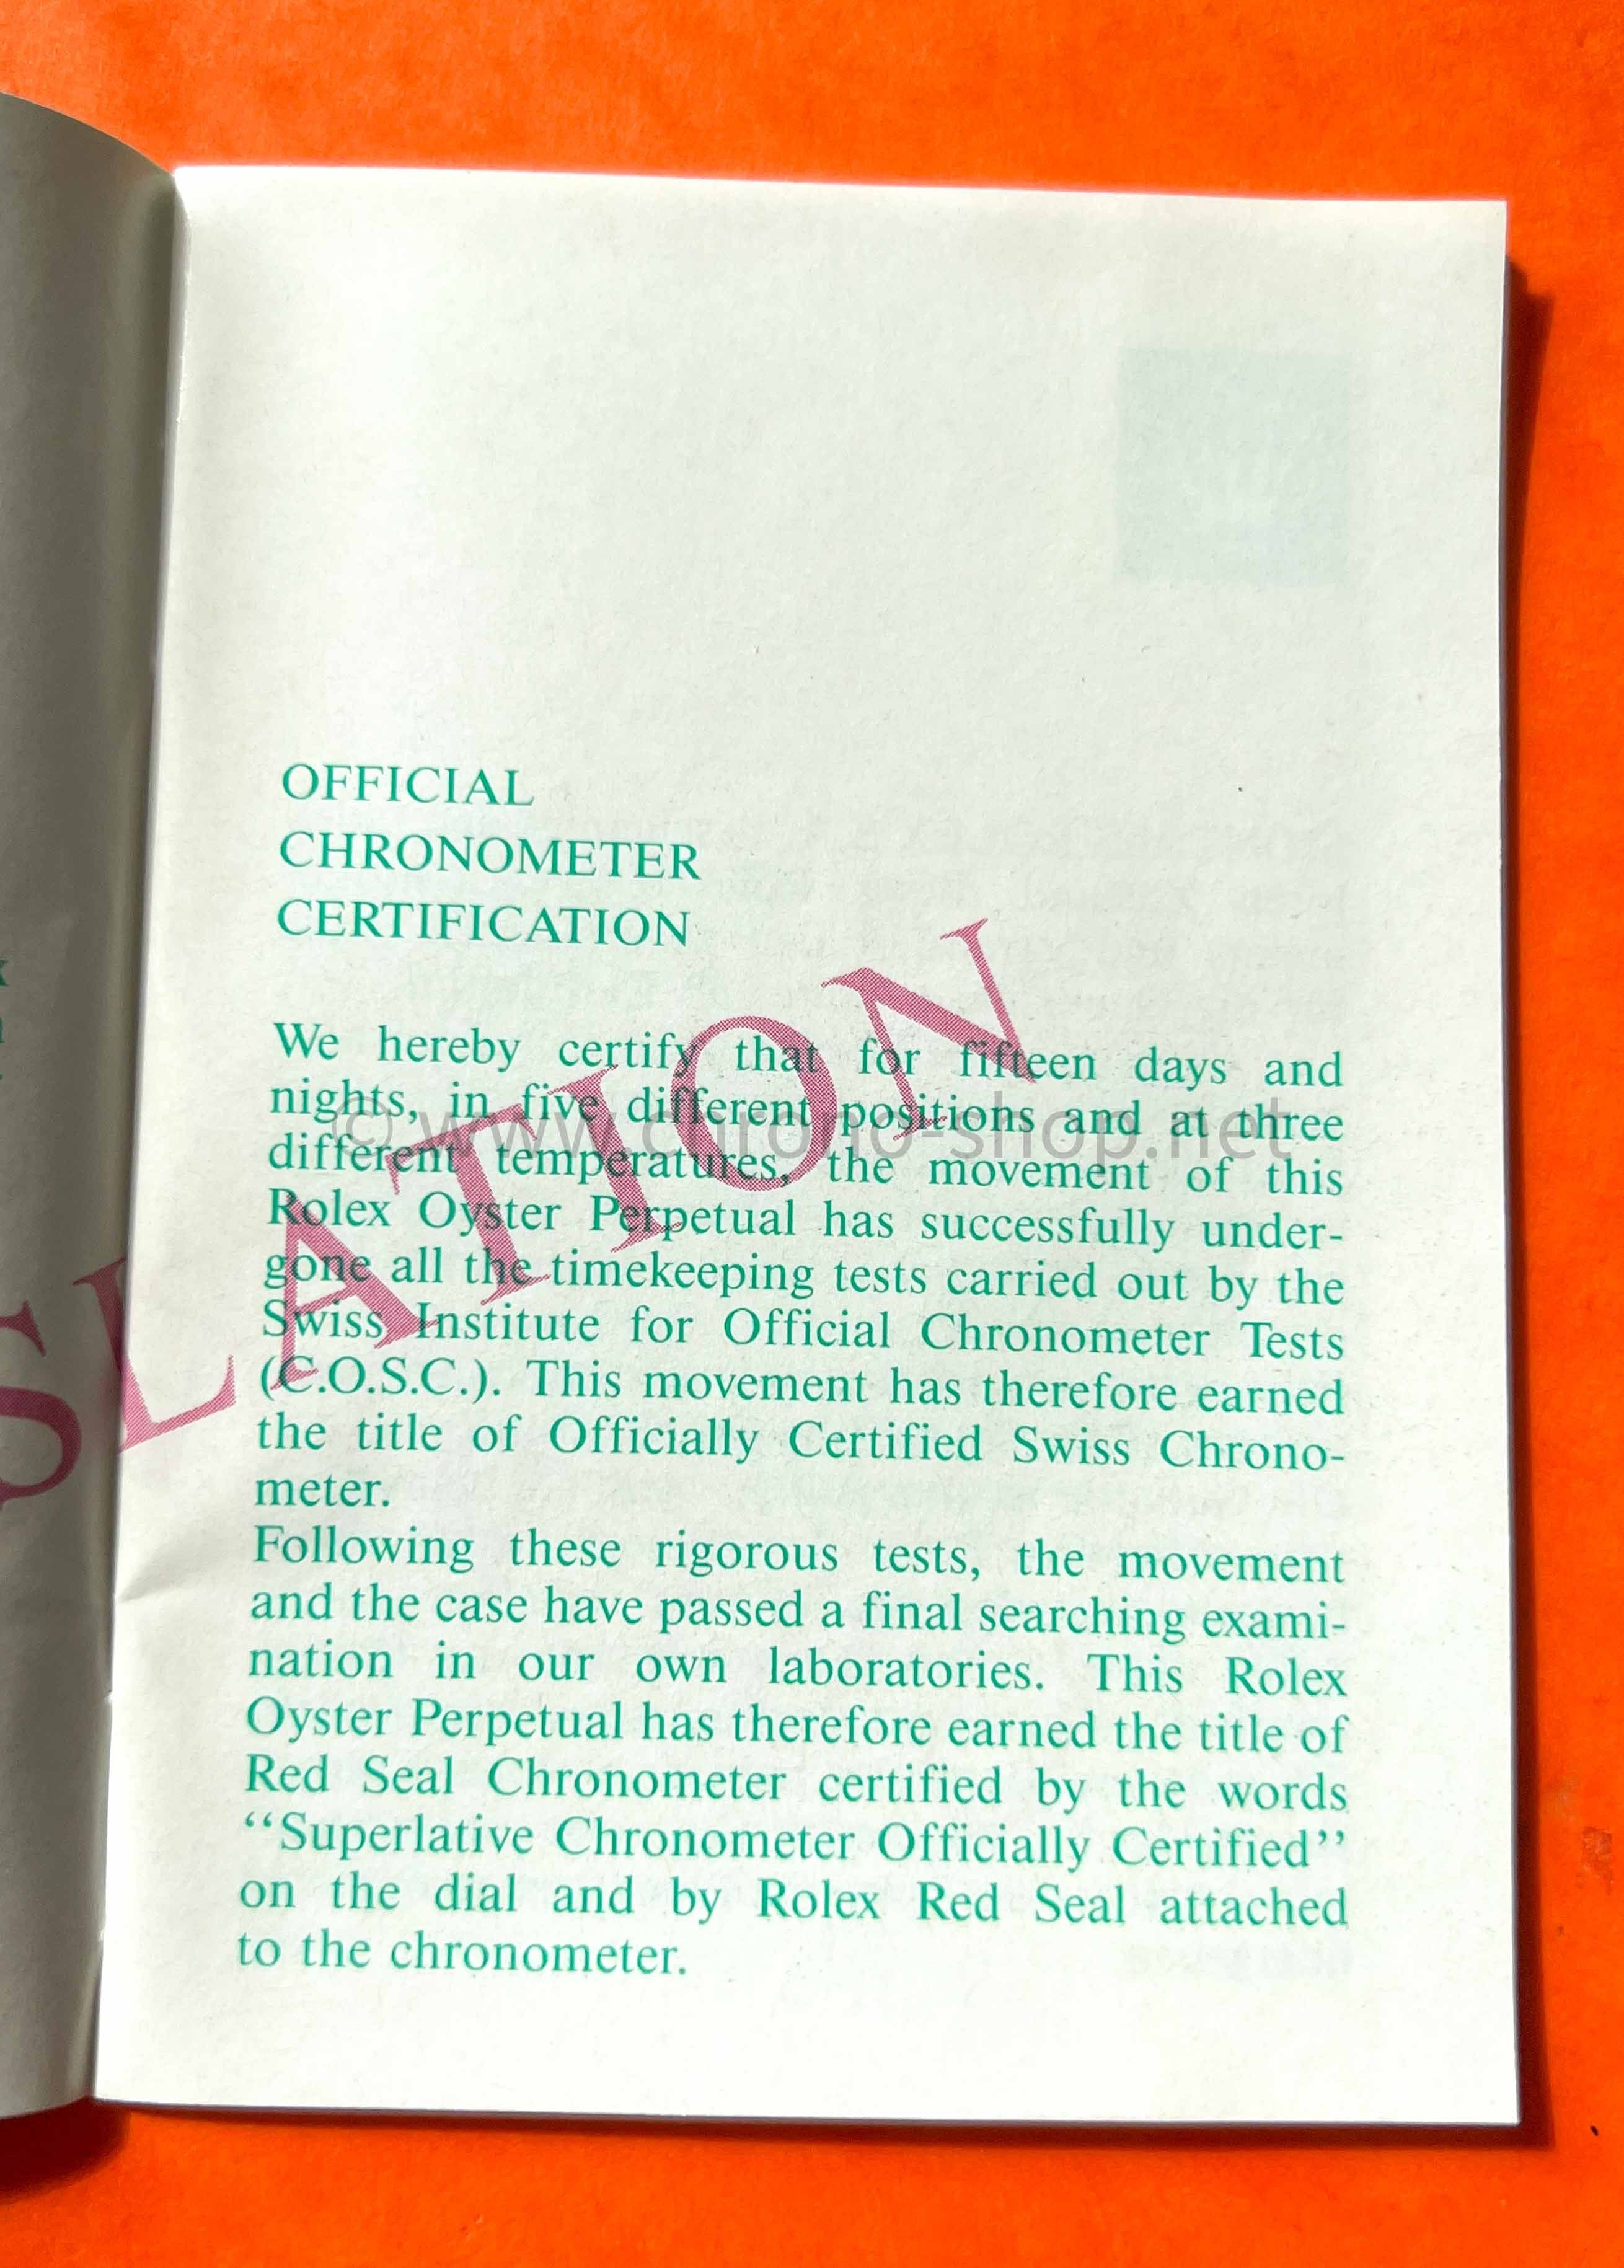 OFFICIAL
CHRONOMETER
CERTIFICATION
We hereby certify that for fifteen days and
nights, in five different positions and at three
different temperatures, the movement of this
Rolex Oyster Perpetual has successfully under-
gone all the timekeeping tests carried out by the
Swiss Institute for Official Chronometer Tests
(C.O.S.C.). This movement has therefore earned
the title of Officially Certified Swiss Chrono-
meter.
Following these rigorous tests, the movement
and the case have passed a final searching exami-
nation in our own laboratories. This Rolex
Oyster Perpetual has therefore earned the title of
Red Seal Chronometer certified by the words
‘‘Superlative Chronometer Officially Certified’’
on the dial and by Rolex Red Seal attached
to the chronometer.
SLATION
© www.chrono-shop.net